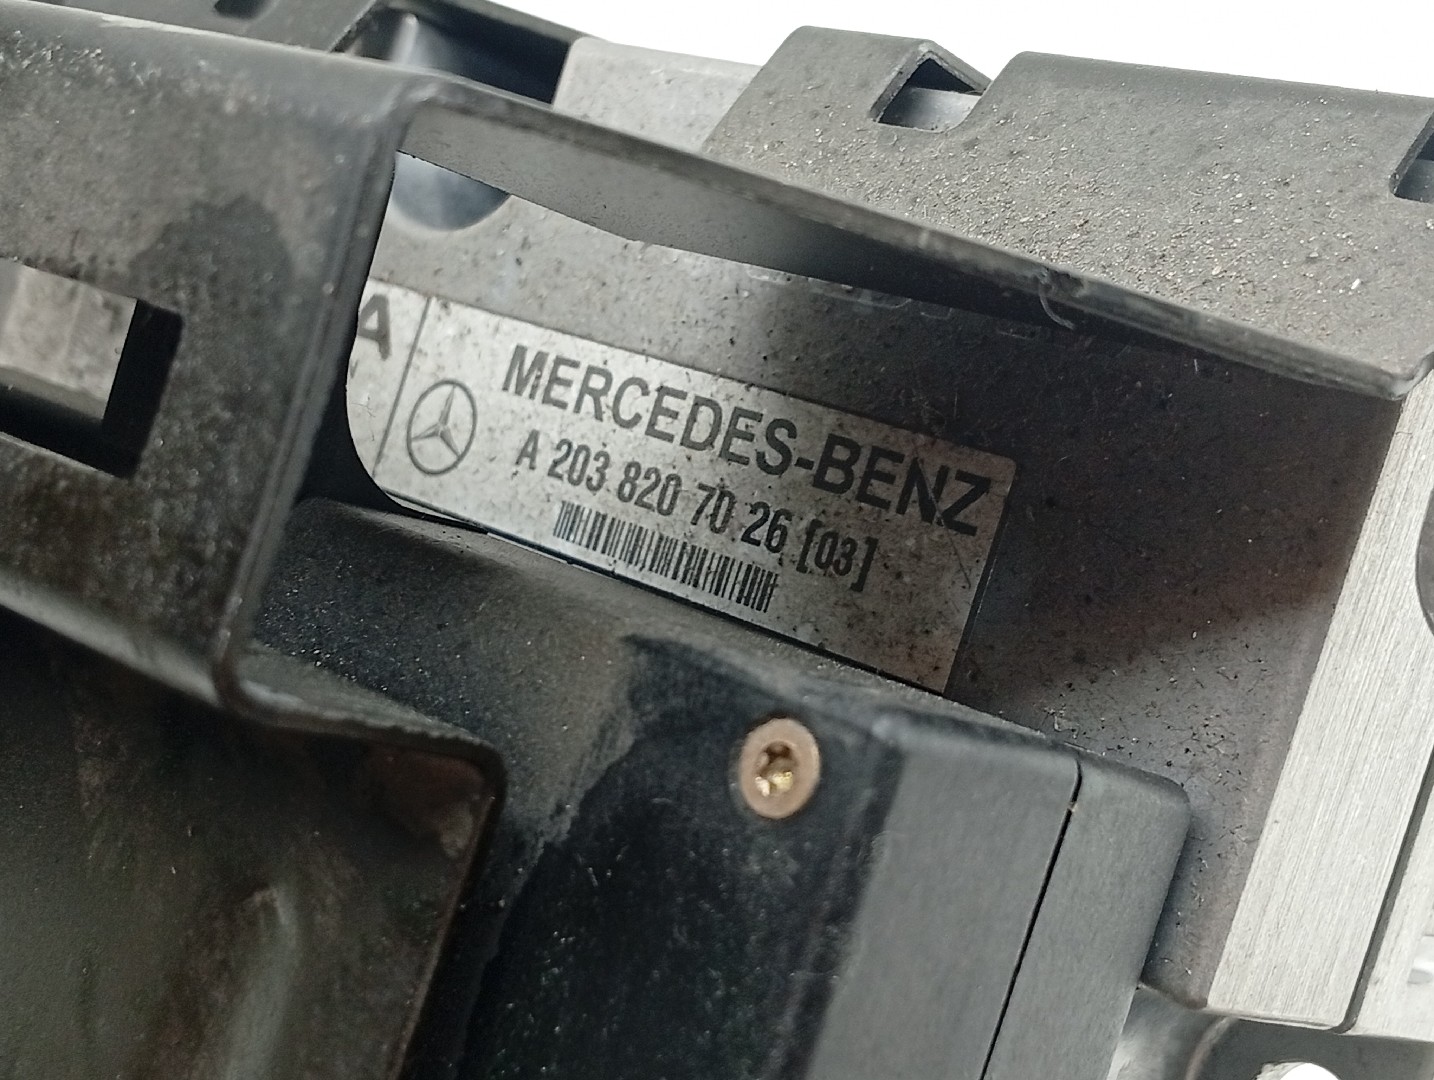 MERCEDES-BENZ
A 203 820 70 26 [03]